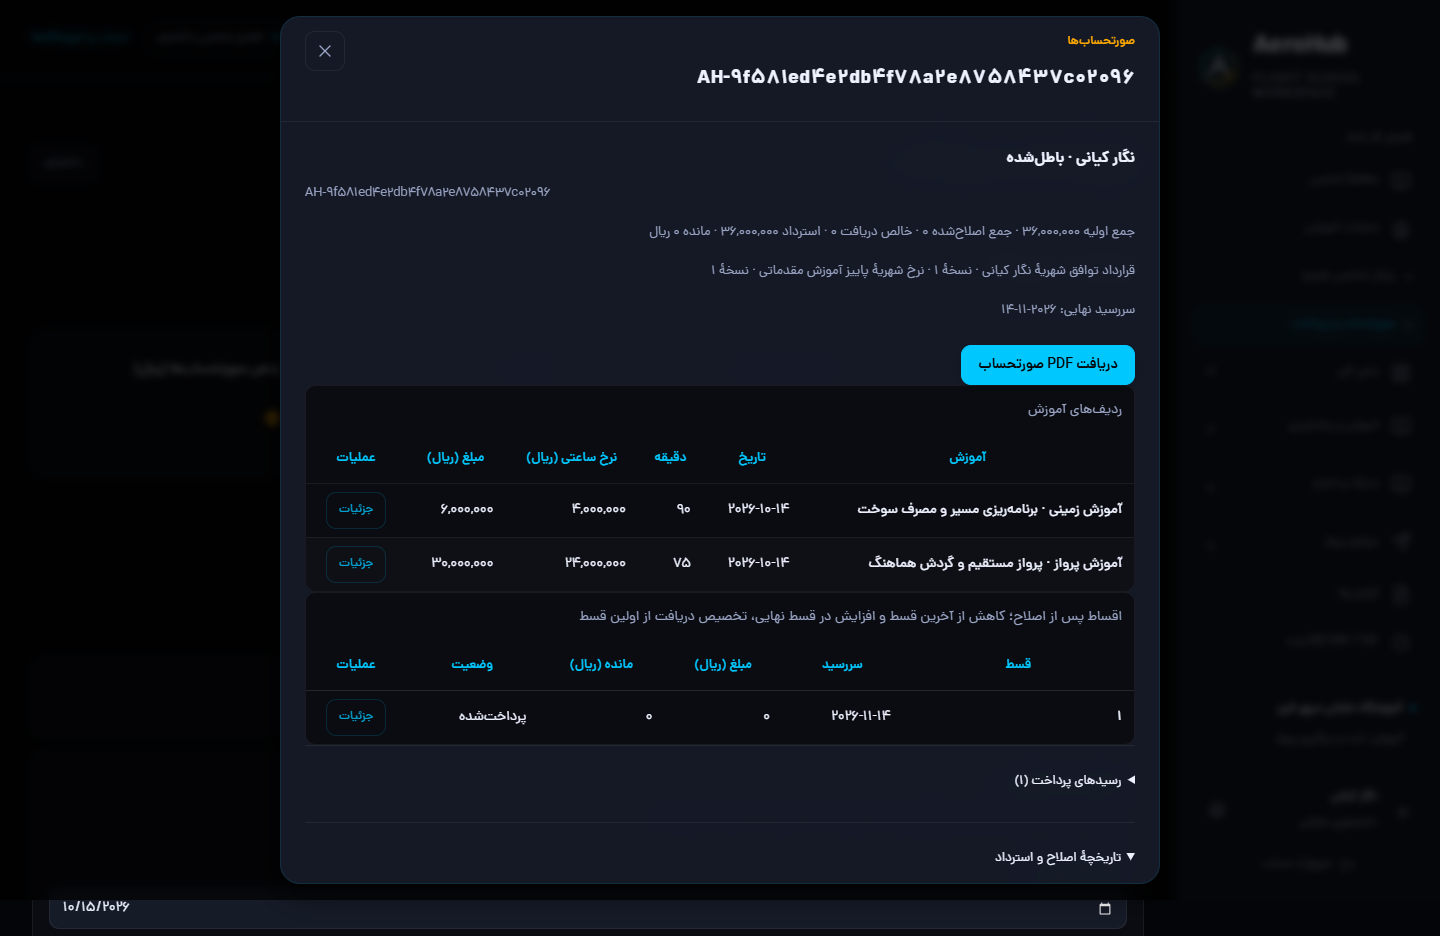 صورتحساب‌ها
AH-۹f۵۸۱ed۴e۲db۴f۷۸a۲e۸۷۵۸۴۳۷c۰۲۰۹۶
نگار کیانی · باطل‌شده
AH-۹f۵۸۱ed۴e۲db۴f۷۸a۲e۸۷۵۸۴۳۷c۰۲۰۹۶
جمع اولیه ۳۶,۰۰۰,۰۰۰ · جمع اصلاح‌شده ۰ · خالص دریافت ۰ · استرداد ۳۶,۰۰۰,۰۰۰ · مانده ۰ ریال
قرارداد توافق شهریهٔ نگار کیانی · نسخهٔ ۱ · نرخ شهریهٔ پاییز آموزش مقدماتی · نسخهٔ ۱
سررسید نهایی: ۲۰۲۶-۱۱-۱۴
دریافت PDF صورتحساب
ردیف‌های آموزش
آموزش تاریخ دقیقه نرخ ساعتی (ریال) مبلغ (ریال) عملیات
آموزش زمینی · برنامه‌ریزی مسیر و مصرف سوخت ۲۰۲۶-۱۰-۱۴ ۹۰ ۴,۰۰۰,۰۰۰ ۶,۰۰۰,۰۰۰ جزئیات
آموزش پرواز · پرواز مستقیم و گردش هماهنگ ۲۰۲۶-۱۰-۱۴ ۷۵ ۲۴,۰۰۰,۰۰۰ ۳۰,۰۰۰,۰۰۰ جزئیات
اقساط پس از اصلاح؛ کاهش از آخرین قسط و افزایش در قسط نهایی، تخصیص دریافت از اولین قسط
قسط سررسید مبلغ (ریال) مانده (ریال) وضعیت عملیات
۱ ۲۰۲۶-۱۱-۱۴ ۰ ۰ پرداخت‌شده جزئیات
رسیدهای پرداخت (۱)
تاریخچهٔ اصلاح و استرداد
۱۰/۱۵/۲۰۲۶